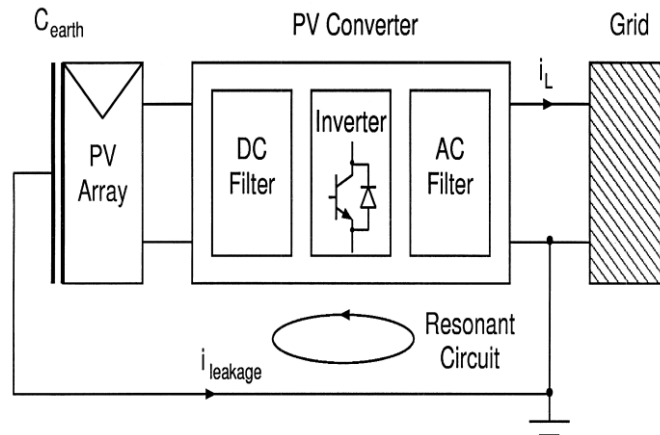 C_earth
PV Converter
Grid
PV
Array
DC
Filter
Inverter
AC
Filter
i_L
Resonant
Circuit
i_leakage